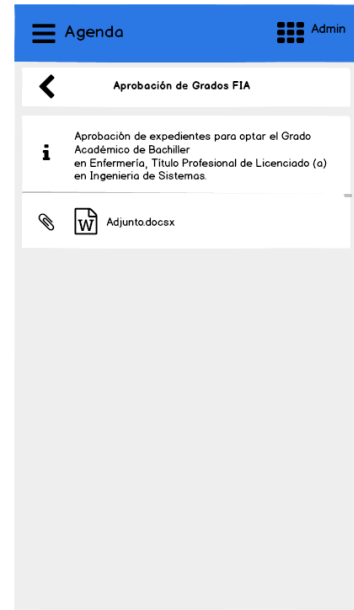 Agenda
Admin
Aprobación de Grados FIA
Aprobación de expedientes para optar el Grado
Académico de Bachiller
en Enfermería, Título Profesional de Licenciado (a)
en Ingenieria de Sistemas.
W
Adjunto.docsx